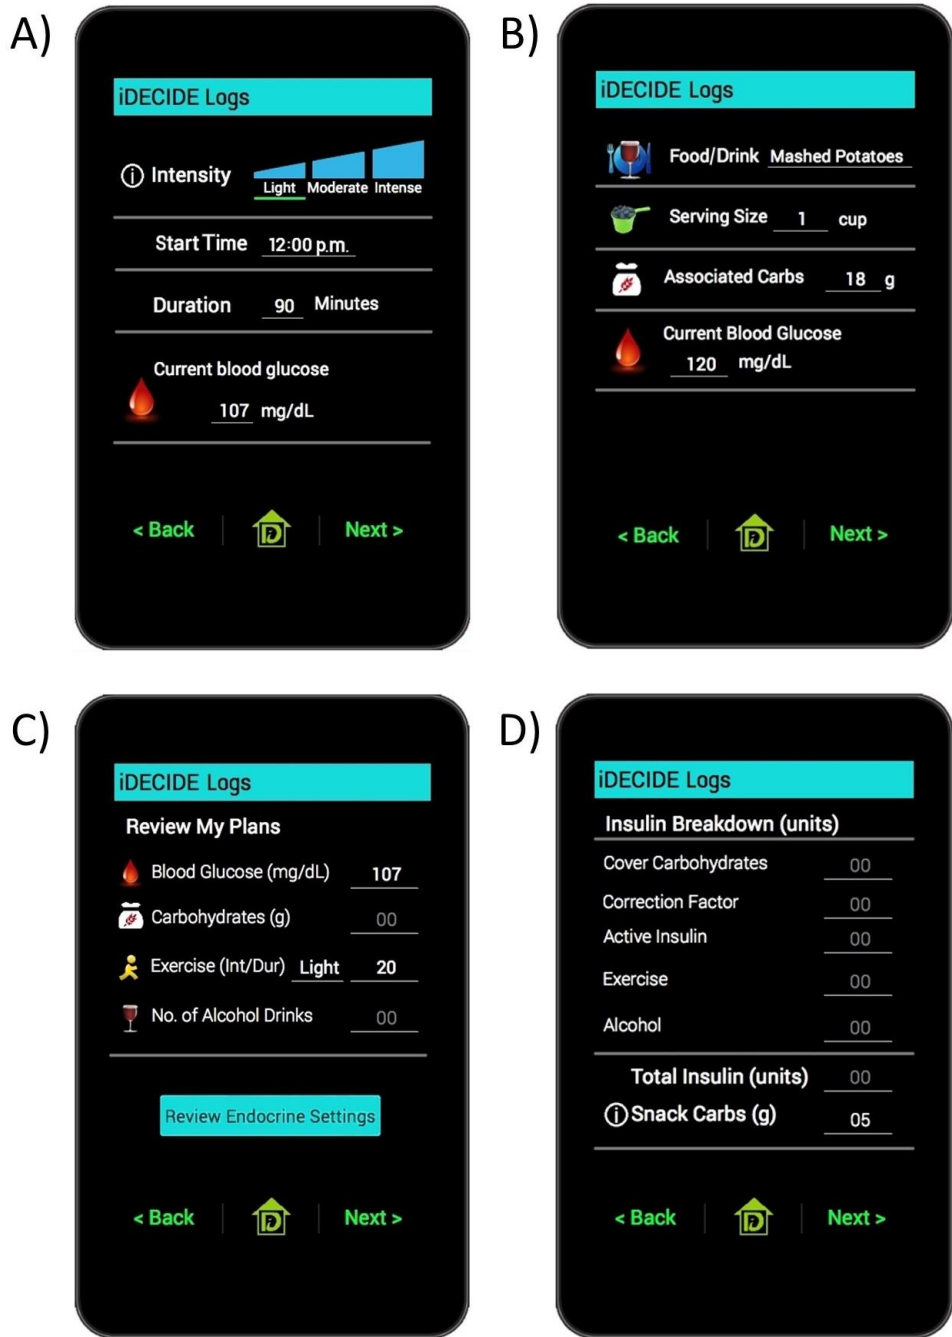 A)
iDECIDE Logs
Intensity
Light Moderate Intense
Start Time 12:00 p.m.
Duration 90 Minutes
Current blood glucose
107 mg/dL
< Back Next >
B)
iDECIDE Logs
Food/Drink Mashed Potatoes
Serving Size 1 cup
Associated Carbs 18 g
Current Blood Glucose
120 mg/dL
< Back Next >
C)
iDECIDE Logs
Review My Plans
Blood Glucose (mg/dL) 107
Carbohydrates (g) 00
Exercise (Int/Dur) Light 20
No. of Alcohol Drinks 00
Review Endocrine Settings
< Back Next >
D)
iDECIDE Logs
Insulin Breakdown (units)
Cover Carbohydrates 00
Correction Factor 00
Active Insulin 00
Exercise 00
Alcohol 00
Total Insulin (units) 00
Snack Carbs (g) 05
< Back Next >